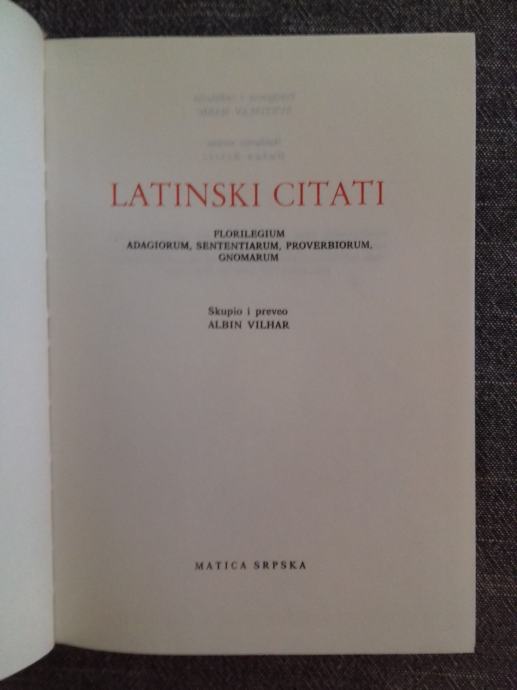 LATINSKI CITATI
FLORILEGIUM
ADAGIORUM, SENTENTIARUM, PROVERBIORUM,
GNOMARUM
Skupio i preveo
ALBIN VILHAR
MATICA SRPSKA